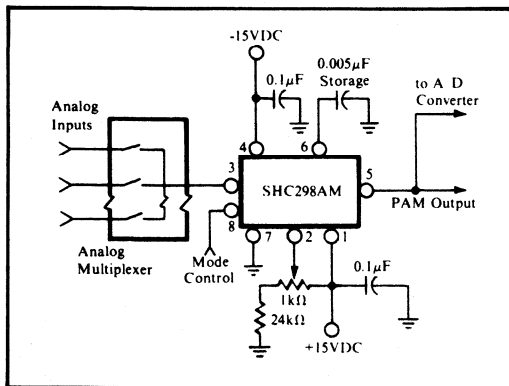 -15VDC
0.1μF
0.005μF
Storage
to A D
Converter
Analog
Inputs
4
6
3
SHC298AM
5
8
PAM Output
7
2
1
Analog
Multiplexer
Mode
Control
0.1μF
1kΩ
24kΩ
+15VDC